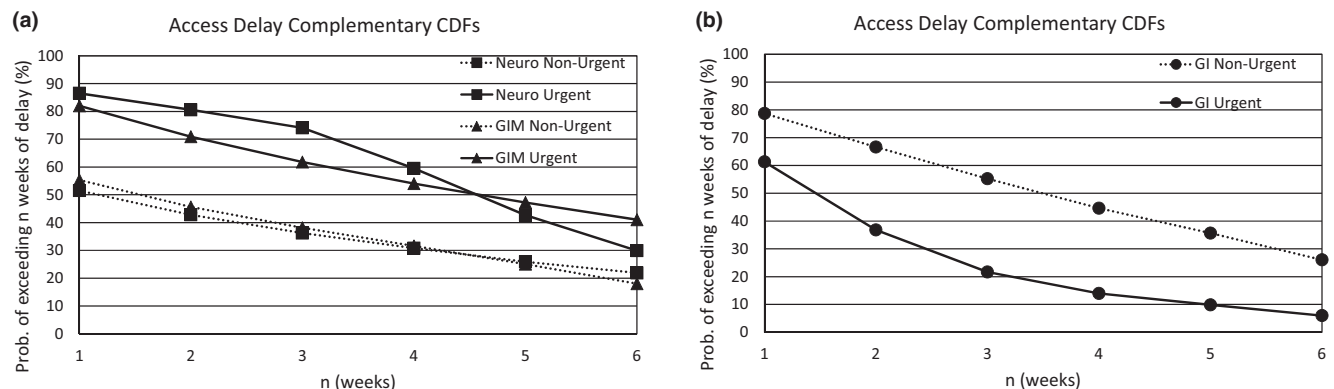 (a)
Access Delay Complementary CDFs
Prob. of exceeding n weeks of delay (%)
100
90
80
70
60
50
40
30
20
10
0
Neuro Non-Urgent
Neuro Urgent
GIM Non-Urgent
GIM Urgent
1 2 3 4 5 6
n (weeks)
(b)
Access Delay Complementary CDFs
Prob. of exceeding n weeks of delay (%)
100
90
80
70
60
50
40
30
20
10
0
GI Non-Urgent
GI Urgent
1 2 3 4 5 6
n (weeks)